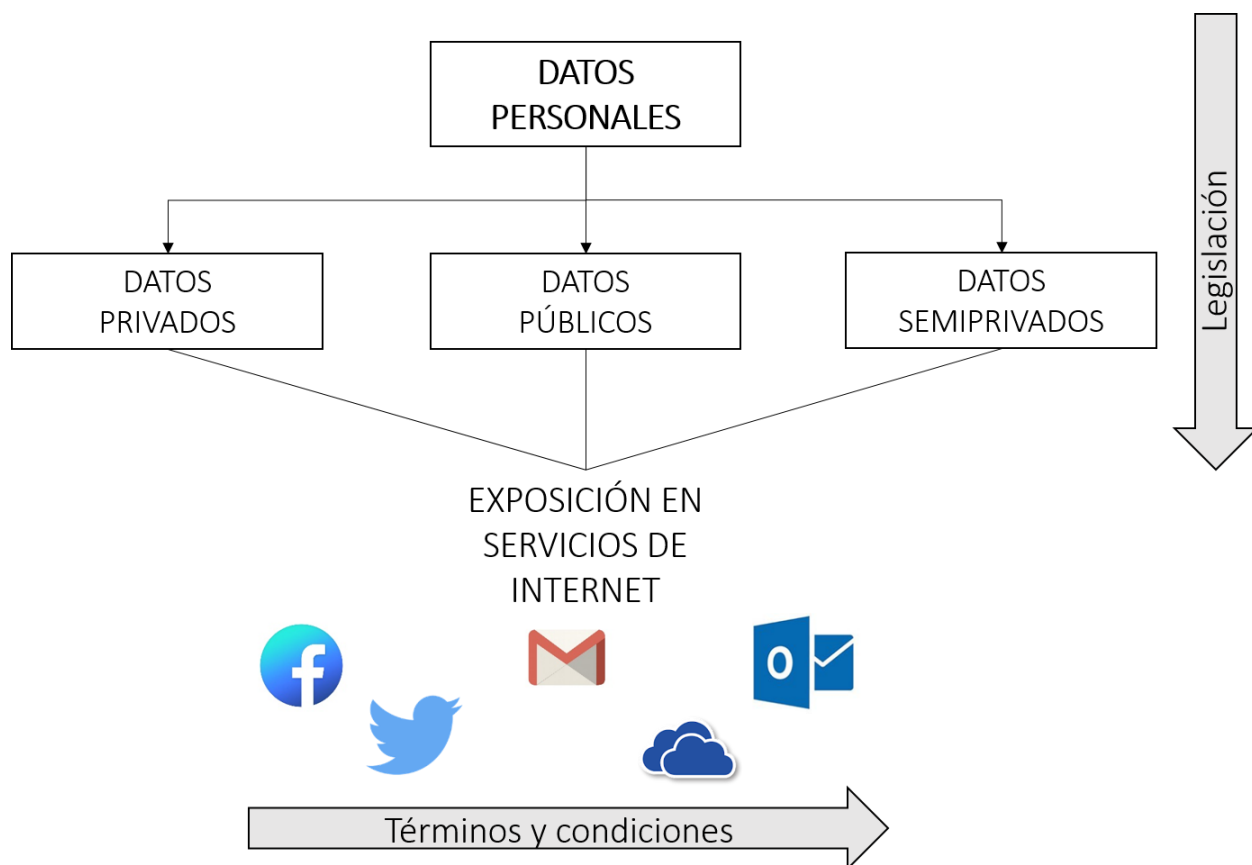 DATOS
PERSONALES
DATOS
PRIVADOS
DATOS
PÚBLICOS
DATOS
SEMIPRIVADOS
Legislación
EXPOSICIÓN EN
SERVICIOS DE
INTERNET
f
O
Términos y condiciones